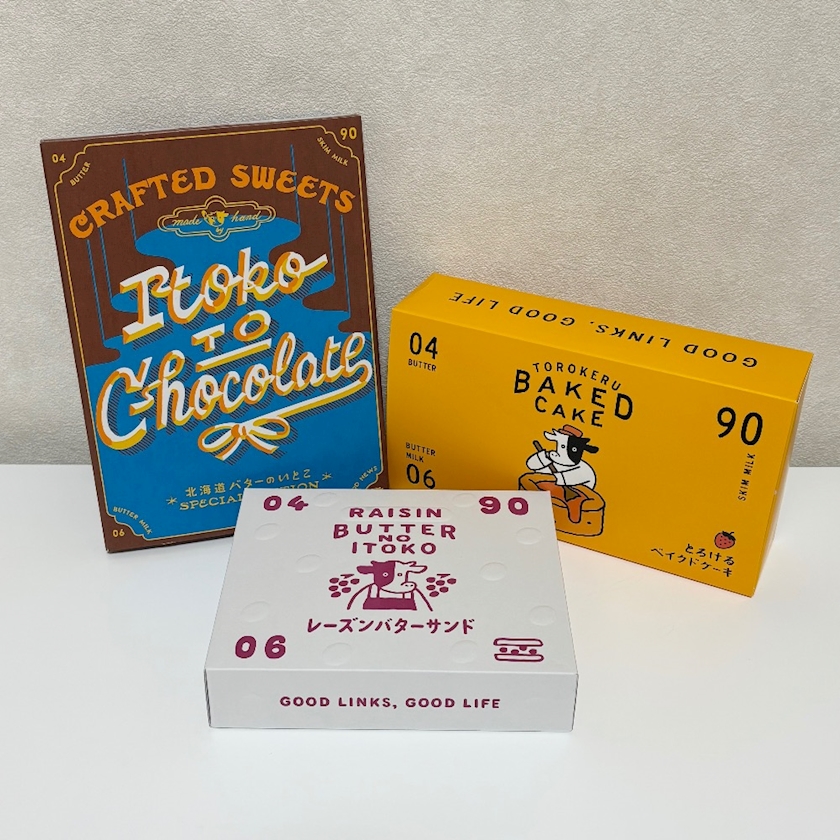 04
BUTTER
90
SKIM MILK
CRAFTED SWEETS
made by hand
Itoko
TO
Chocolate
北海道バターのいとこ
SPECIAL
BUTTER MILK
06
GOOD LINKS, GOOD LIFE
04
BUTTER
TOROKERU
BAKED
CAKE
90
SKIM MILK
BUTTER
MILK
06
とろける
ベイクドケーキ
04
90
RAISIN
BUTTER
NO
ITOKO
レーズンバターサンド
06
GOOD LINKS, GOOD LIFE